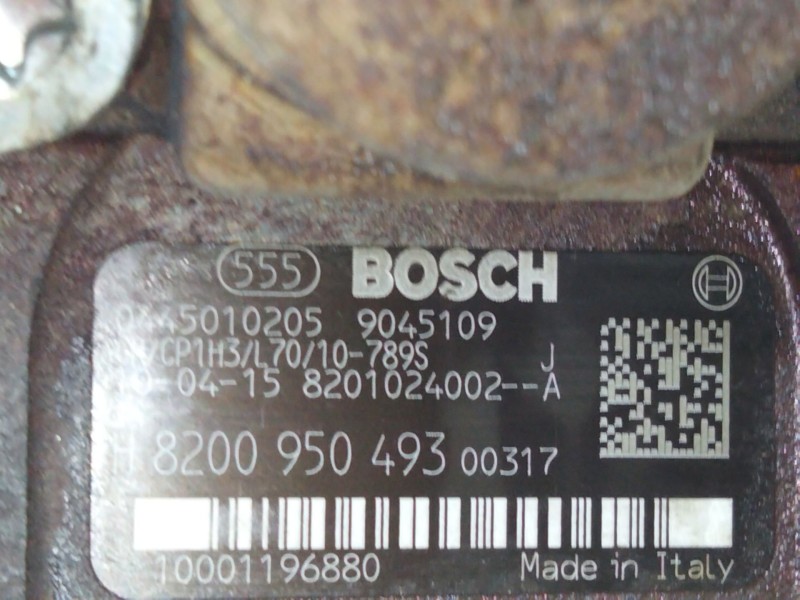 555 BOSCH
0445010205 9045109
/CP1H3/L70/10-789S J
10-04-15 8201024002--A
H 8200 950 493 00317
10001196880 Made in Italy